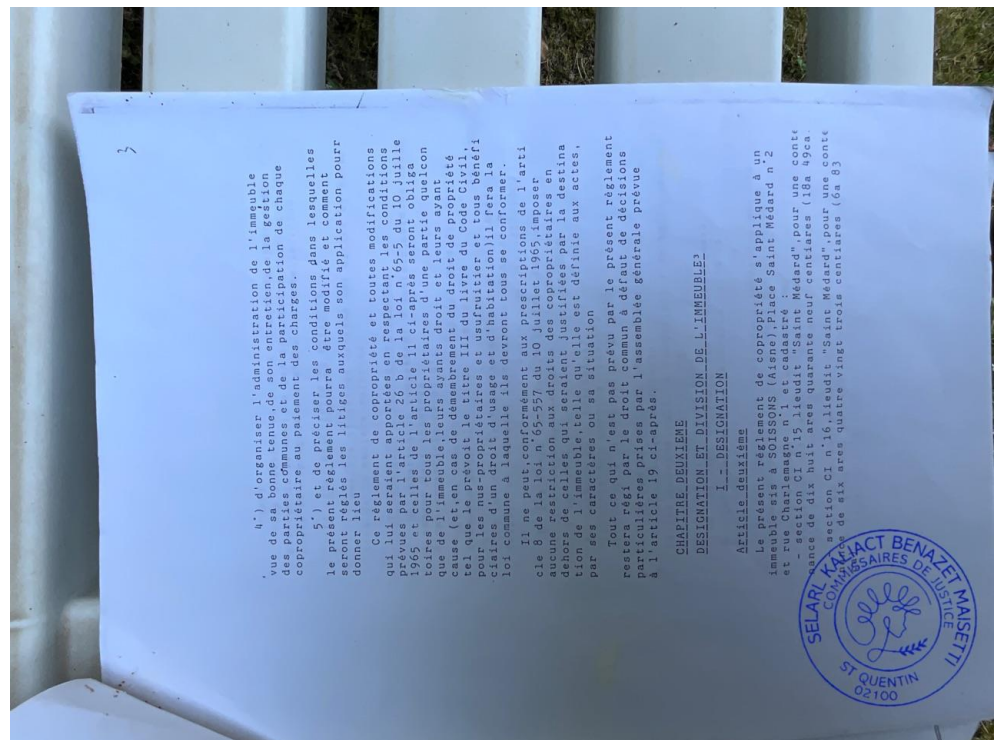 3
4°) d'organiser l'administration de l'immeuble
vue de sa bonne tenue,de son entretien,de la gestion
des parties communes et de la participation de chaque
copropriétaire au paiement des charges.
5°) et de préciser les conditions dans lesquelles
le présent réglement pourra être modifié et comment
seront réglés les litiges auxquels son application pourr
donner lieu
Ce réglement de copropriété et toutes modifications
qui lui seraient apportées en respectant les conditions
prévues par l'article 26 b de la loi n°65-5 du 10 juille
1965 et celles de l'article 11 ci-après seront obliga
toires pour tous les propriétaires d'une partie quelcon
que de l'immeuble,leurs ayants droit et leurs ayant
cause (et,en cas de démembrement du droit de propriété
tel que le prévoit le titre III du livre du Code Civil,
pour les nus-propriétaires et usufruitier et tous bénéfi
ciaires d'un droit d'usage et d'habitation)il fera la
loi commune à laquelle ils devront tous se conformer.
Il ne peut,conformément aux prescriptions de l'arti
cle 8 de la loi n°65-557 du 10 juillet 1965,imposer
aucune restriction aux droits des copropriétaires en
dehors de celles qui seraient justifiées par la destina
tion de l'immeuble,telle qu'elle est définie aux actes,
par ses caractères ou sa situation
Tout ce qui n'est pas prévu par le présent réglement
restera régi par le droit commun à défaut de décisions
particulières prises par l'assemblée générale prévue
à l'article 19 ci-après.
CHAPITRE DEUXIEME
DESIGNATION ET DIVISION DE L'IMMEUBLE
I - DESIGNATION
Article deuxième
Le présent réglement de copropriété s'applique à un
immeuble sis à SOISSONS (Aisne),Place Saint Médard n°2
et rue Charlemagne n°1 et cadastré :
- section CI n°15 lieudit "Saint Médard",pour une conte
nance de dix huit ares quarante neuf centiares (18a 49ca.
section CI n°16,lieudit "Saint Médard",pour une conte
de six ares quatre vingt trois centiares (6a 83
SELARL KAHACT BENAZET MAISETTI
COMMISSAIRES DE JUSTICE
ST QUENTIN
02100